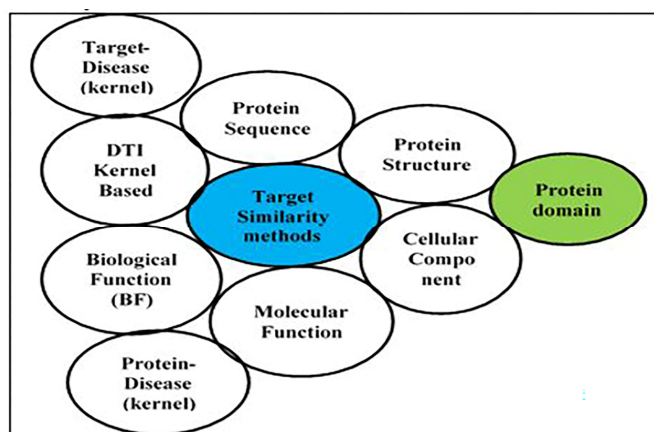 Target-
Disease
(kernel)
Protein
Sequence
DTI
Kernel
Based
Protein
Structure
Target
Similarity
methods
Protein
domain
Cellular
Compo
nent
Biological
Function
(BF)
Molecular
Function
Protein-
Disease
(kernel)